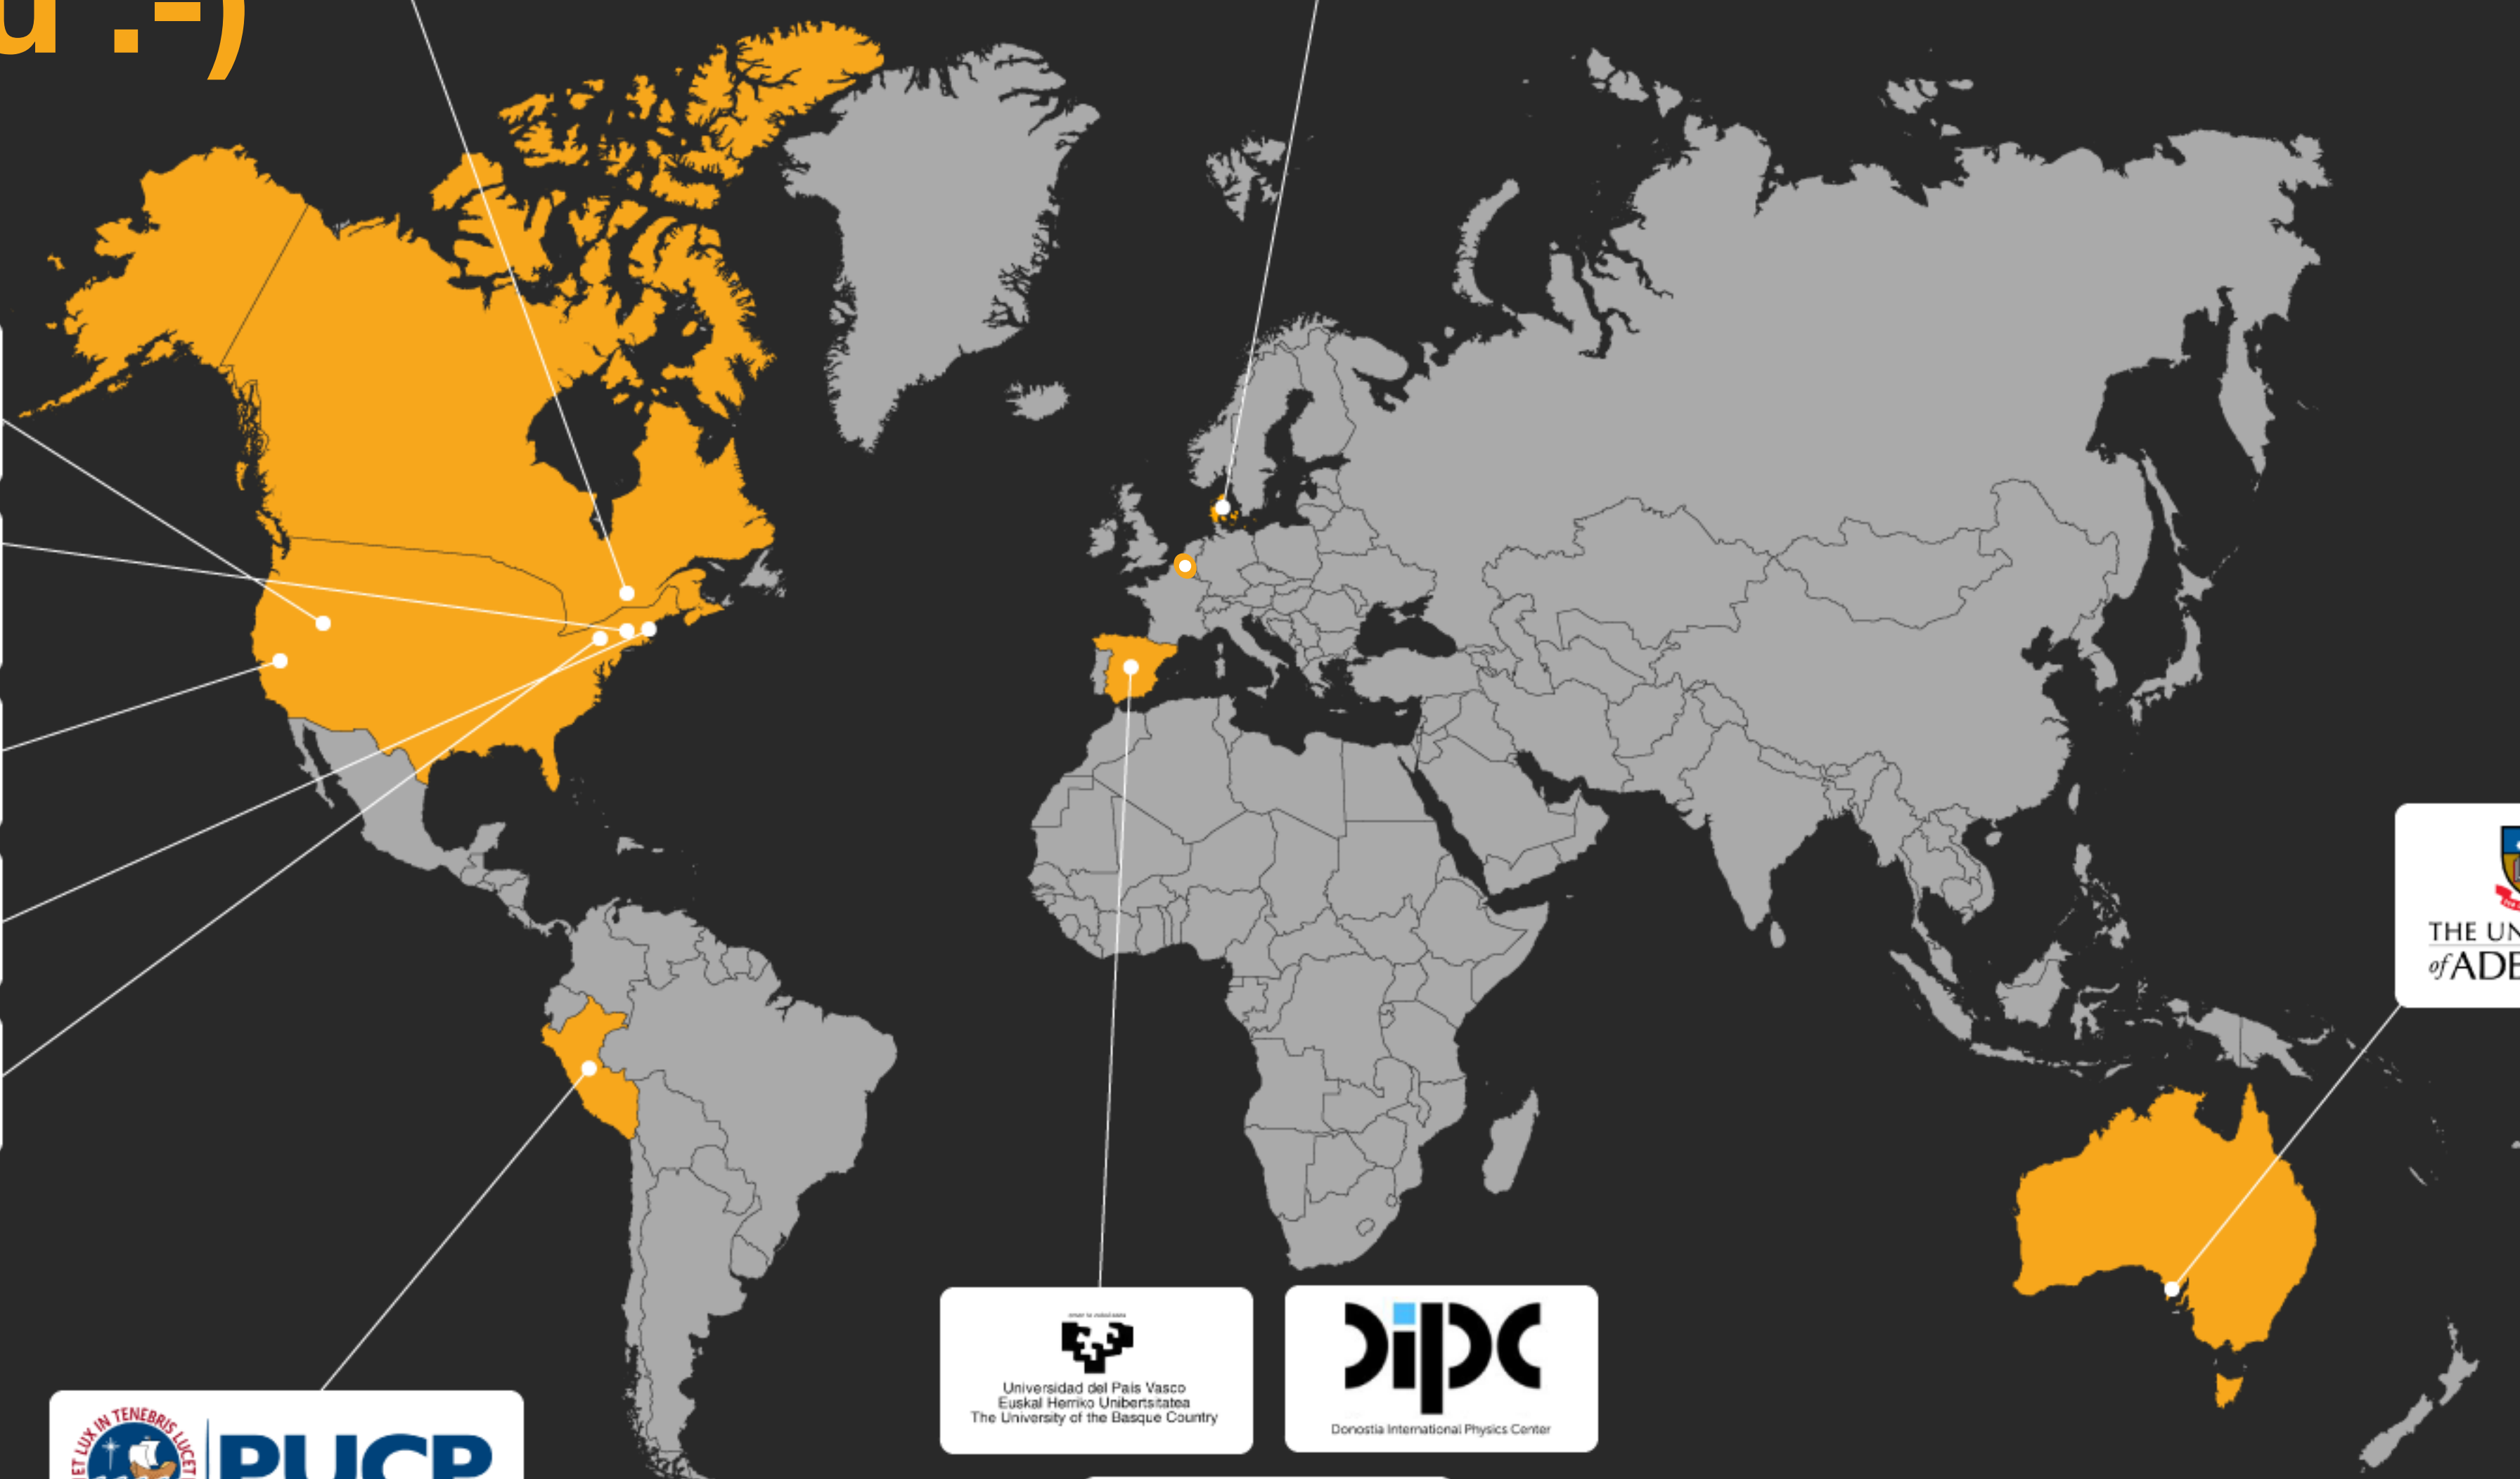 u :-)
THE UN
of ADE
Universidad del País Vasco
Euskal Herriko Unibertsitatea
The University of the Basque Country
dipc
Donostia International Physics Center
ET LUX IN TENEBRIS LUCET
PUCP